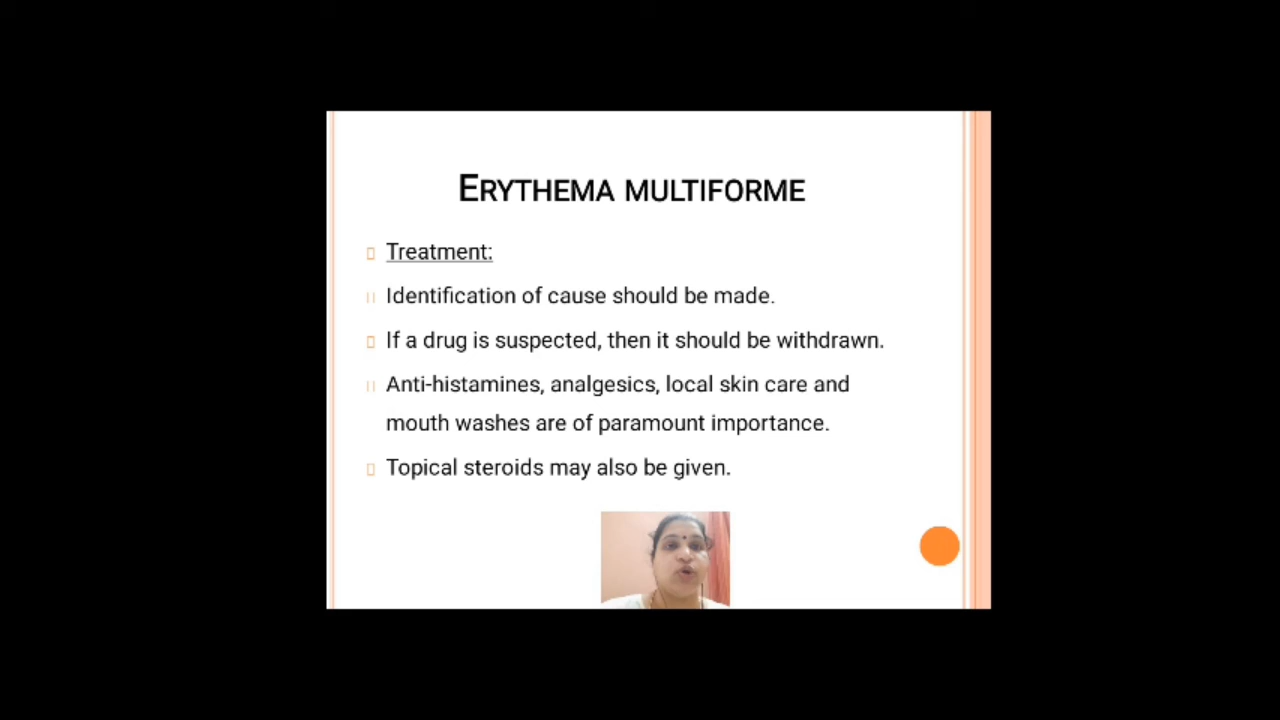 ERYTHEMA MULTIFORME
Treatment:
Identification of cause should be made.
If a drug is suspected, then it should be withdrawn.
Anti-histamines, analgesics, local skin care and
mouth washes are of paramount importance.
Topical steroids may also be given.